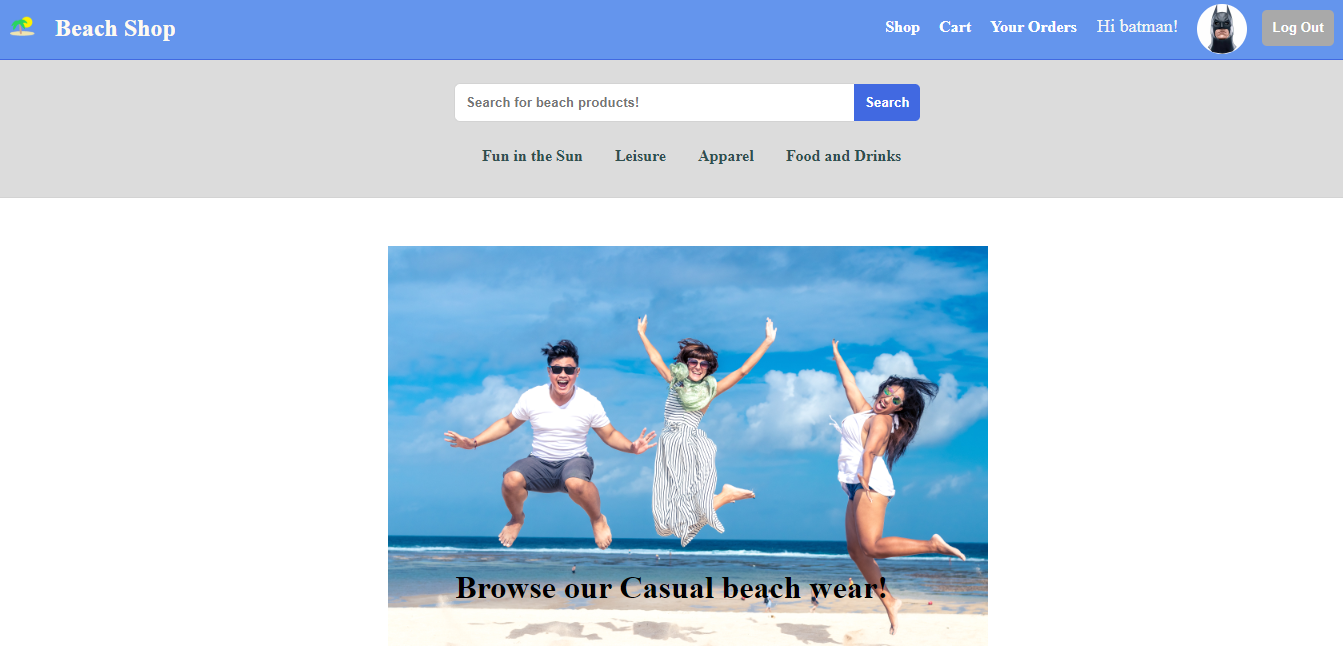 Beach Shop Shop Cart Your Orders Hi batman! Log Out
Search for beach products! Search
Fun in the Sun Leisure Apparel Food and Drinks
Browse our Casual beach wear!